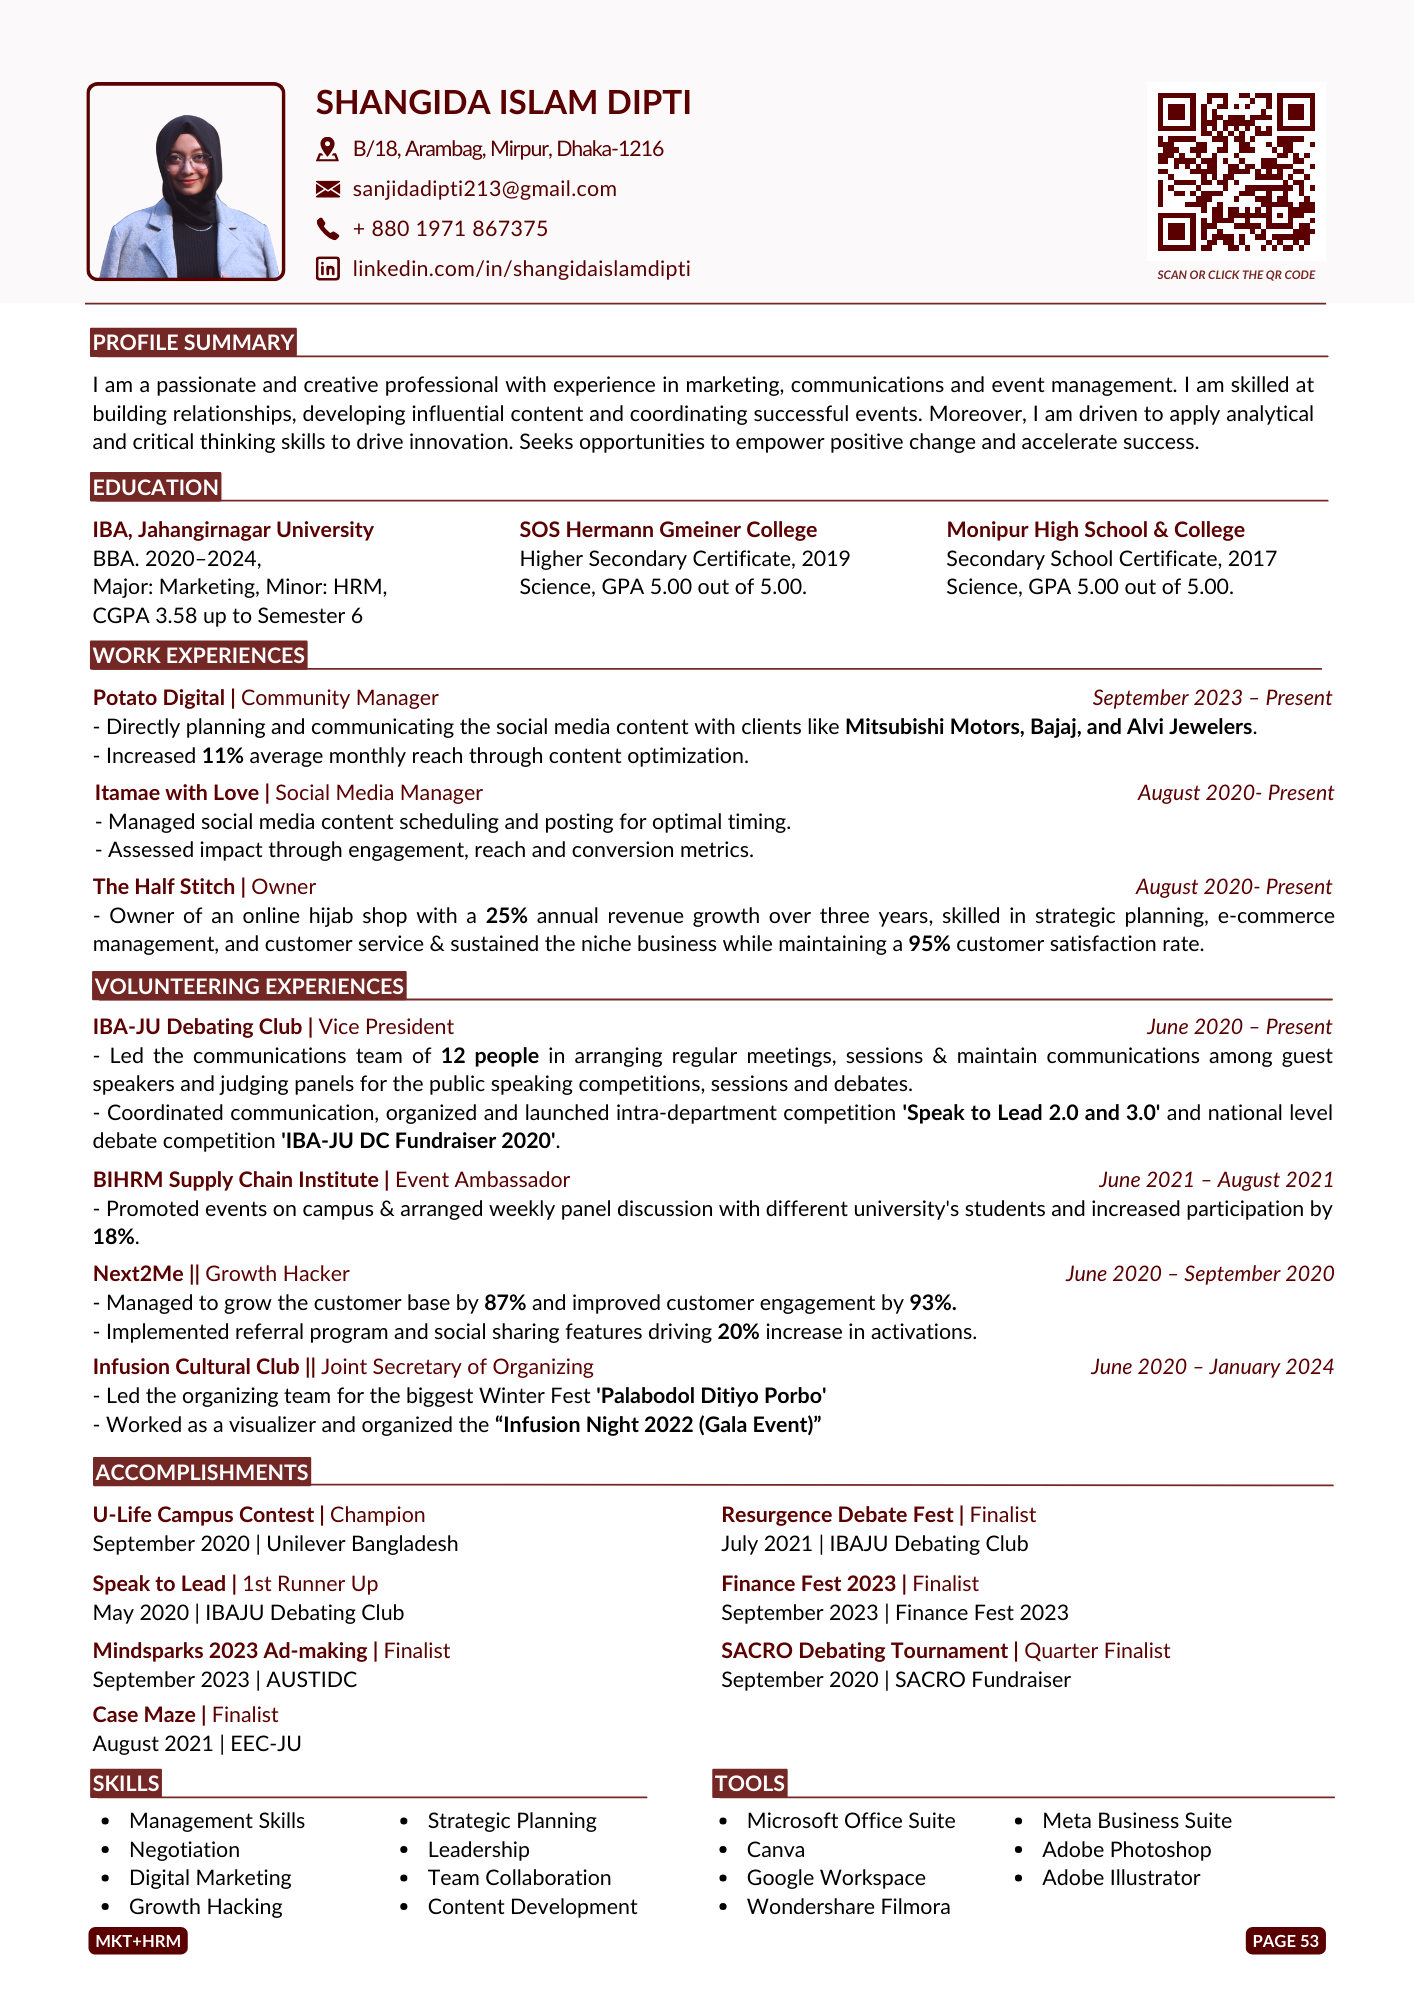 SHANGIDA ISLAM DIPTI
B/18, Arambag, Mirpur, Dhaka-1216
sanjidadipti213@gmail.com
+ 880 1971 867375
linkedin.com/in/shangidaislamdipti
SCAN OR CLICK THE QR CODE
PROFILE SUMMARY
I am a passionate and creative professional with experience in marketing, communications and event management. I am skilled at
building relationships, developing influential content and coordinating successful events. Moreover, I am driven to apply analytical
and critical thinking skills to drive innovation. Seeks opportunities to empower positive change and accelerate success.
EDUCATION
IBA, Jahangirnagar University
BBA. 2020–2024,
Major: Marketing, Minor: HRM,
CGPA 3.58 up to Semester 6
SOS Hermann Gmeiner College
Higher Secondary Certificate, 2019
Science, GPA 5.00 out of 5.00.
Monipur High School & College
Secondary School Certificate, 2017
Science, GPA 5.00 out of 5.00.
WORK EXPERIENCES
Potato Digital | Community Manager September 2023 – Present
- Directly planning and communicating the social media content with clients like Mitsubishi Motors, Bajaj, and Alvi Jewelers.
- Increased 11% average monthly reach through content optimization.
Itamae with Love | Social Media Manager August 2020- Present
- Managed social media content scheduling and posting for optimal timing.
- Assessed impact through engagement, reach and conversion metrics.
The Half Stitch | Owner August 2020- Present
- Owner of an online hijab shop with a 25% annual revenue growth over three years, skilled in strategic planning, e-commerce
management, and customer service & sustained the niche business while maintaining a 95% customer satisfaction rate.
VOLUNTEERING EXPERIENCES
IBA-JU Debating Club | Vice President June 2020 – Present
- Led the communications team of 12 people in arranging regular meetings, sessions & maintain communications among guest
speakers and judging panels for the public speaking competitions, sessions and debates.
- Coordinated communication, organized and launched intra-department competition 'Speak to Lead 2.0 and 3.0' and national level
debate competition 'IBA-JU DC Fundraiser 2020'.
BIHRM Supply Chain Institute | Event Ambassador June 2021 – August 2021
- Promoted events on campus & arranged weekly panel discussion with different university's students and increased participation by
18%.
Next2Me || Growth Hacker June 2020 – September 2020
- Managed to grow the customer base by 87% and improved customer engagement by 93%.
- Implemented referral program and social sharing features driving 20% increase in activations.
Infusion Cultural Club || Joint Secretary of Organizing June 2020 – January 2024
- Led the organizing team for the biggest Winter Fest 'Palabodol Ditiyo Porbo'
- Worked as a visualizer and organized the “Infusion Night 2022 (Gala Event)”
ACCOMPLISHMENTS
U-Life Campus Contest | Champion
September 2020 | Unilever Bangladesh
Speak to Lead | 1st Runner Up
May 2020 | IBAJU Debating Club
Mindsparks 2023 Ad-making | Finalist
September 2023 | AUSTIDC
Case Maze | Finalist
August 2021 | EEC-JU
Resurgence Debate Fest | Finalist
July 2021 | IBAJU Debating Club
Finance Fest 2023 | Finalist
September 2023 | Finance Fest 2023
SACRO Debating Tournament | Quarter Finalist
September 2020 | SACRO Fundraiser
SKILLS
• Management Skills
• Negotiation
• Digital Marketing
• Growth Hacking
• Strategic Planning
• Leadership
• Team Collaboration
• Content Development
TOOLS
• Microsoft Office Suite
• Canva
• Google Workspace
• Wondershare Filmora
• Meta Business Suite
• Adobe Photoshop
• Adobe Illustrator
MKT+HRM
PAGE 53